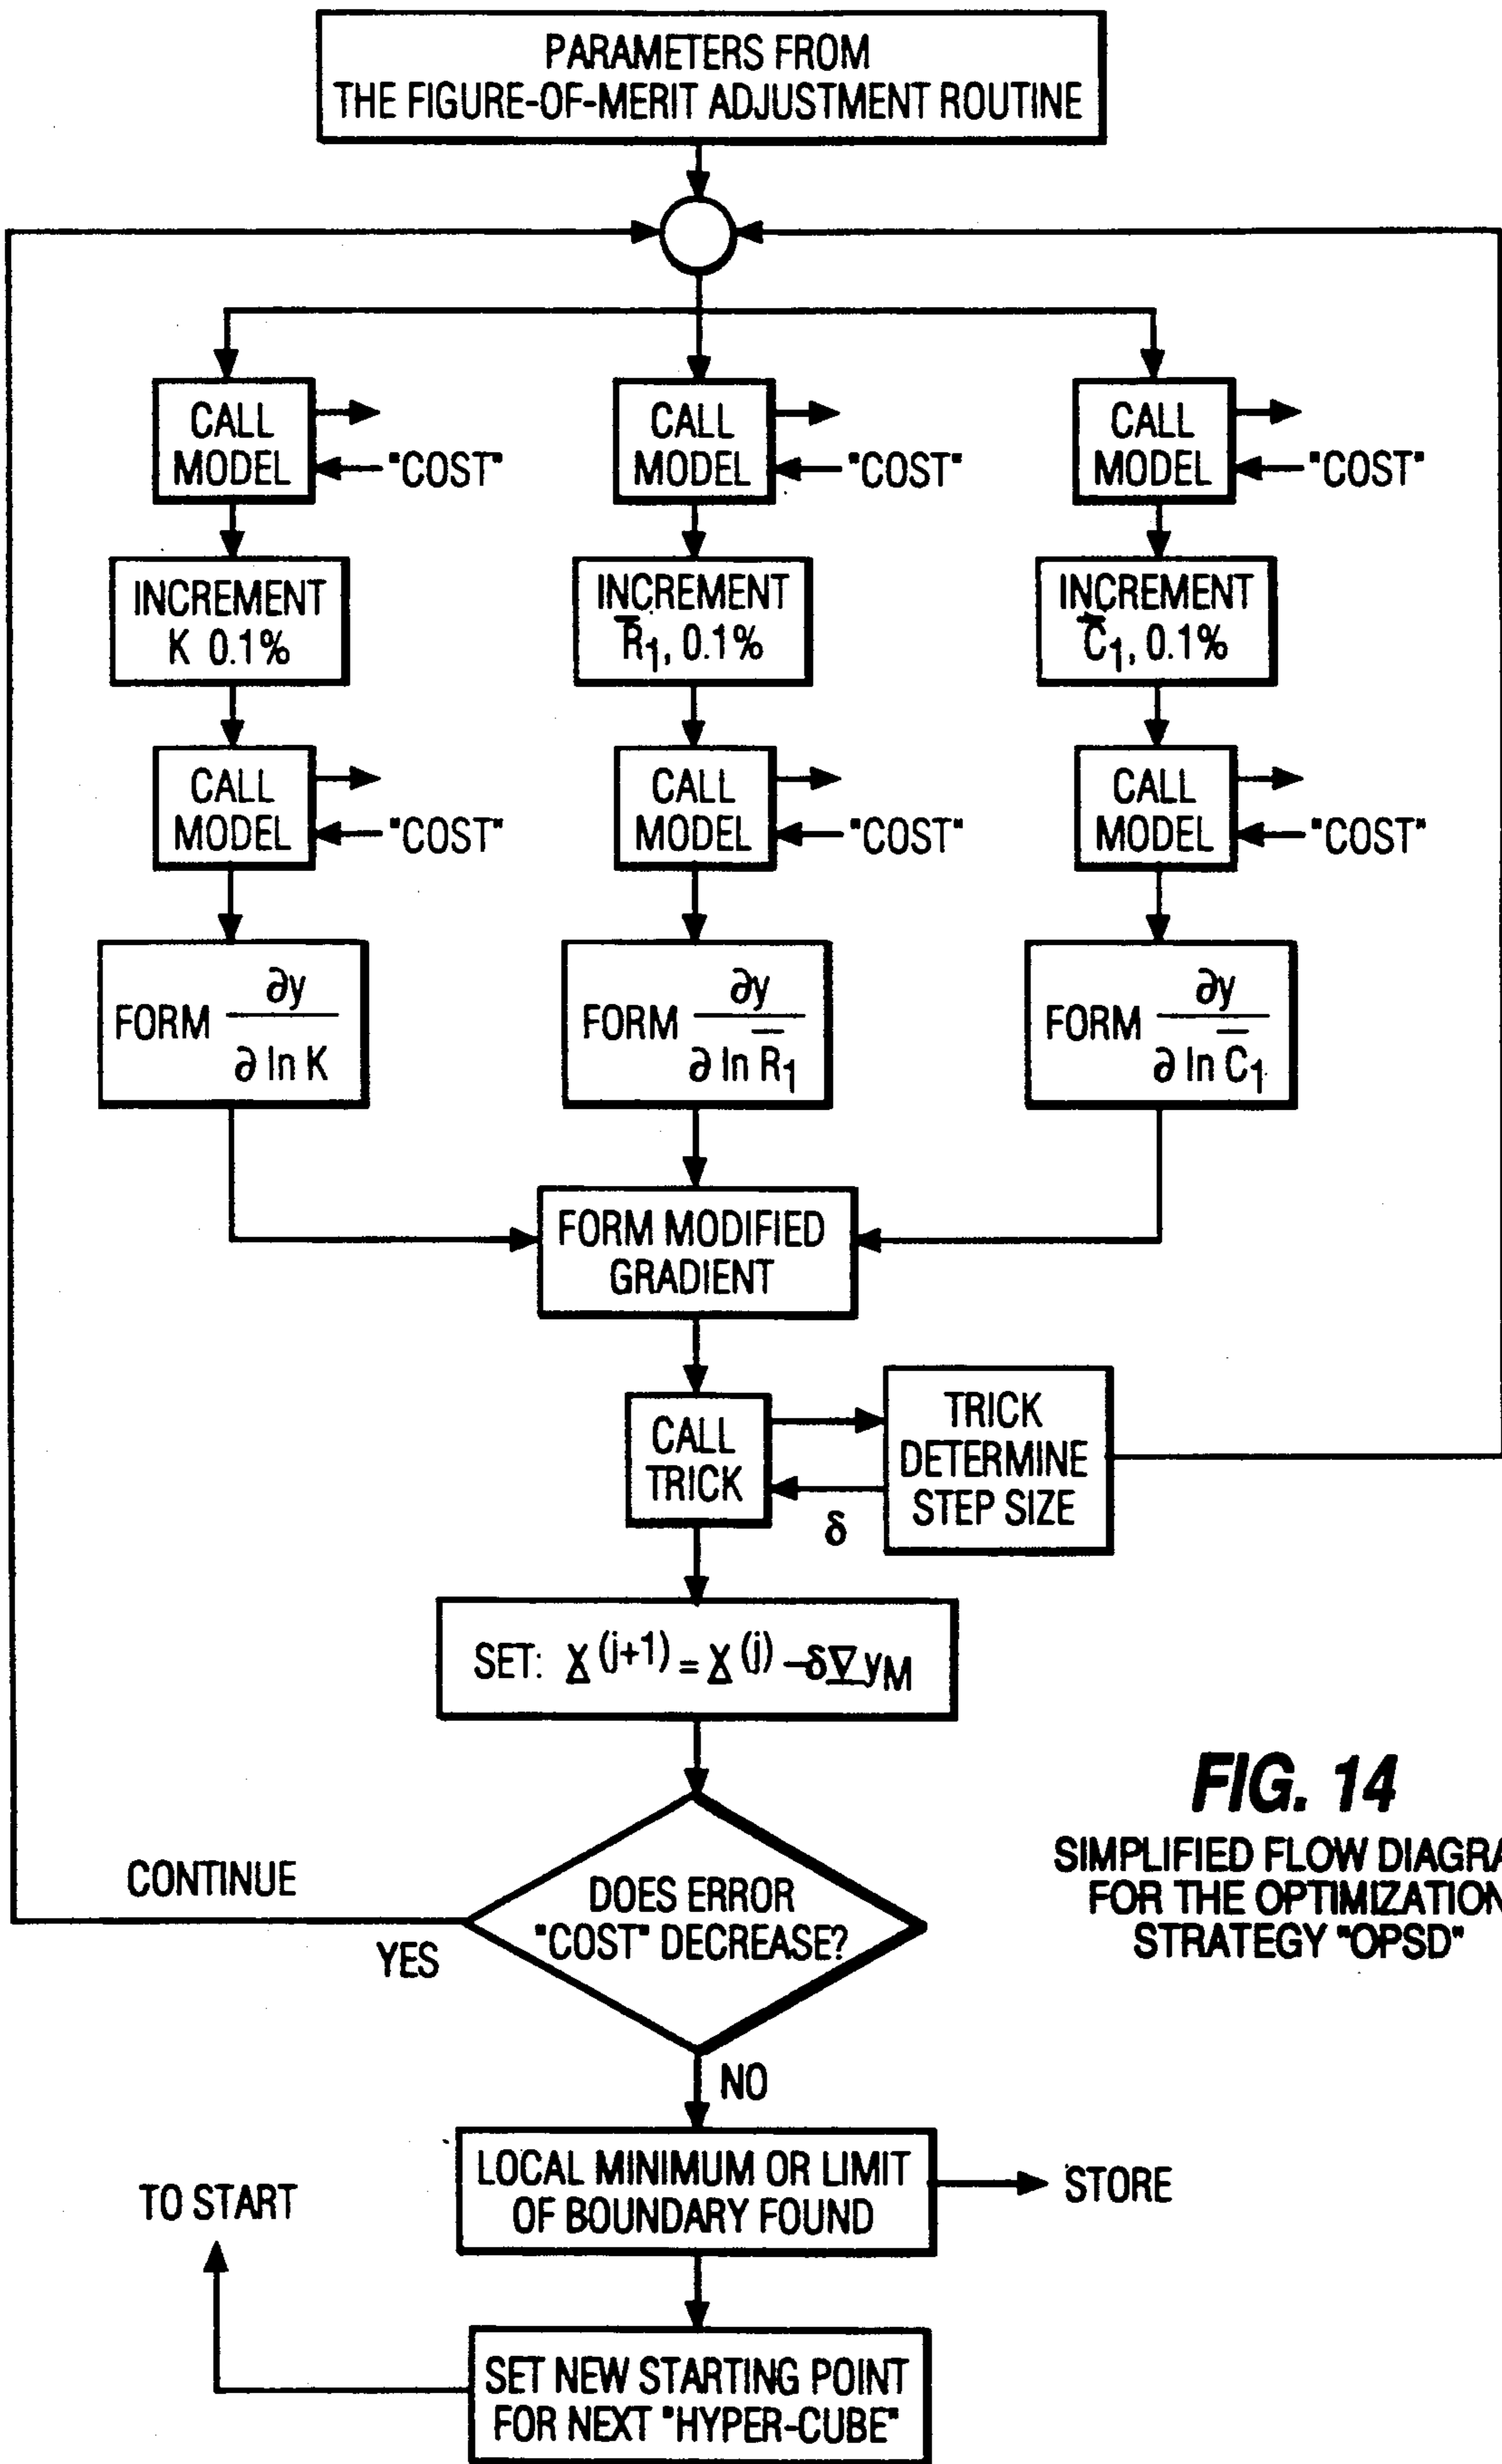 PARAMETERS FROM
THE FIGURE-OF-MERIT ADJUSTMENT ROUTINE
CALL
MODEL
"COST"
CALL
MODEL
"COST"
CALL
MODEL
"COST"
INCREMENT
K 0.1%
INCREMENT
R̅₁, 0.1%
INCREMENT
C̅₁, 0.1%
CALL
MODEL
"COST"
CALL
MODEL
"COST"
CALL
MODEL
"COST"
FORM ∂y
∂ ln K
FORM ∂y
∂ ln R̅₁
FORM ∂y
∂ ln C̅₁
FORM MODIFIED
GRADIENT
CALL
TRICK
TRICK
DETERMINE
STEP SIZE
δ
SET: X̲^(j+1) = X̲^(j) –δ∇̲yM
CONTINUE
YES
DOES ERROR
"COST" DECREASE?
NO
FIG. 14
SIMPLIFIED FLOW DIAGRA
FOR THE OPTIMIZATION
STRATEGY "OPSD"
LOCAL MINIMUM OR LIMIT
OF BOUNDARY FOUND
STORE
TO START
SET NEW STARTING POINT
FOR NEXT "HYPER-CUBE"